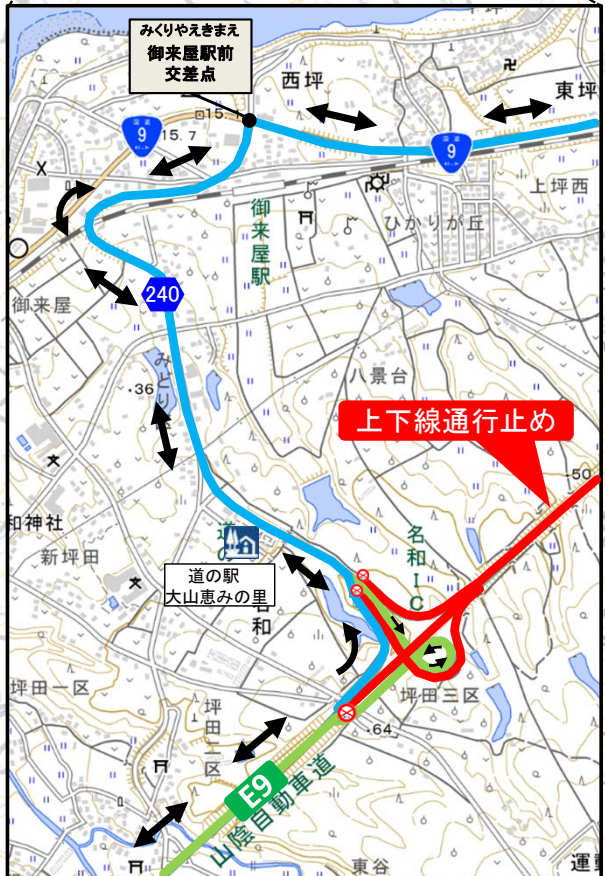 みくりやえきまえ
御来屋駅前
交差点
西坪
東坪
国道
9
15.7
国道
9
上坪西
御来屋駅
ひかりが丘
240
御来屋
みどり
八景台
・36
上下線通行止め
50
和神社
新坪田
道の
名和IC
道の駅
大山恵みの里
名和
坪田一区
坪田二区
坪田三区
・64
E9
山陰自動車道
東谷
運